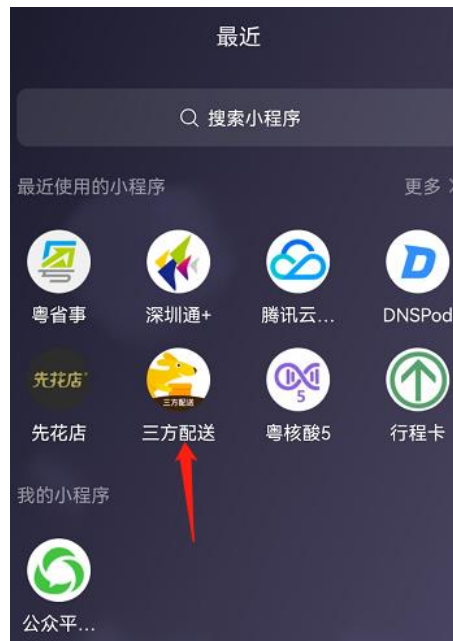 最近
搜索小程序
最近使用的小程序 更多
粤省事 深圳通+ 腾讯云... DNSPod
先花店 三方配送 5
先花店 三方配送 粤核酸5 行程卡
我的小程序
公众平...